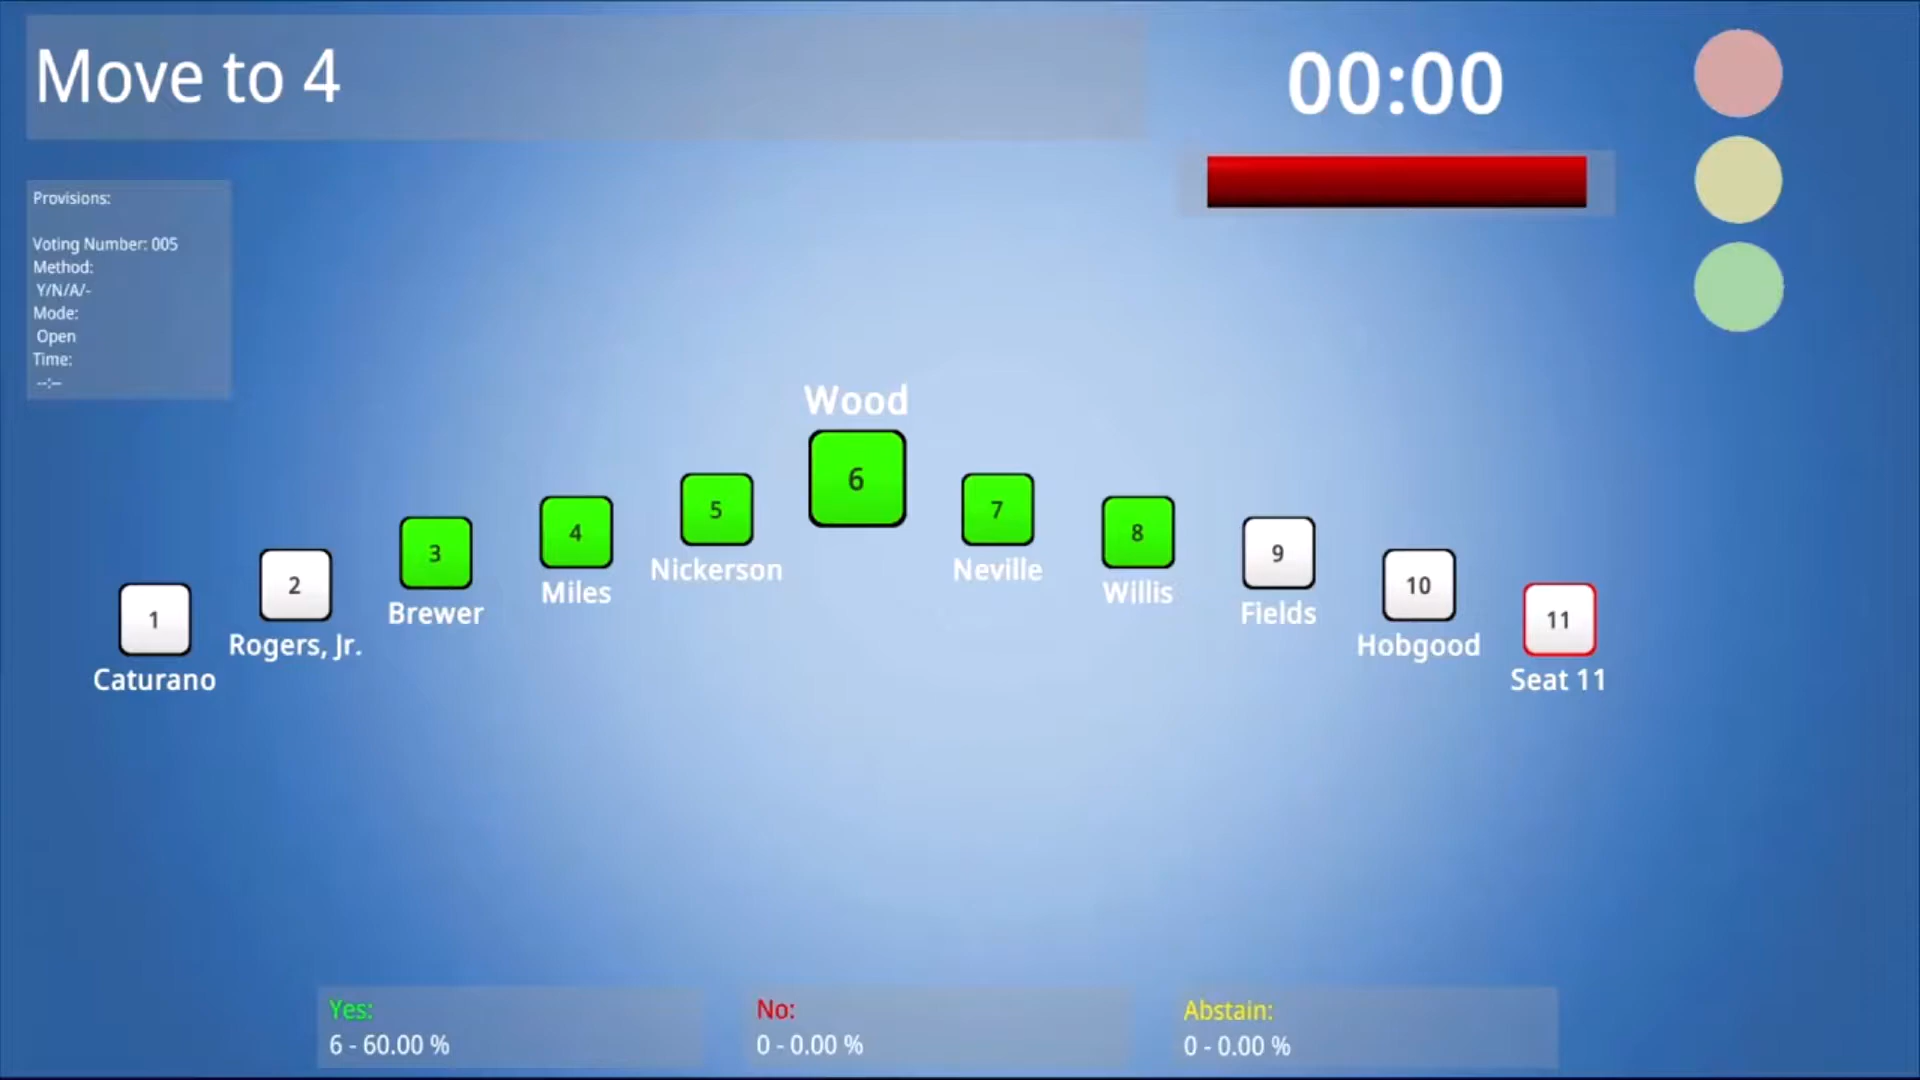 Move to 4
00:00
Provisions:
Voting Number: 005
Method:
Y/N/A/-
Mode:
Open
Time:
--:--
Wood
1
2
3
4
5
6
7
8
9
10
11
Caturano
Rogers, Jr.
Brewer
Miles
Nickerson
Neville
Willis
Fields
Hobgood
Seat 11
Yes:
6 - 60.00 %
No:
0 - 0.00 %
Abstain:
0 - 0.00 %